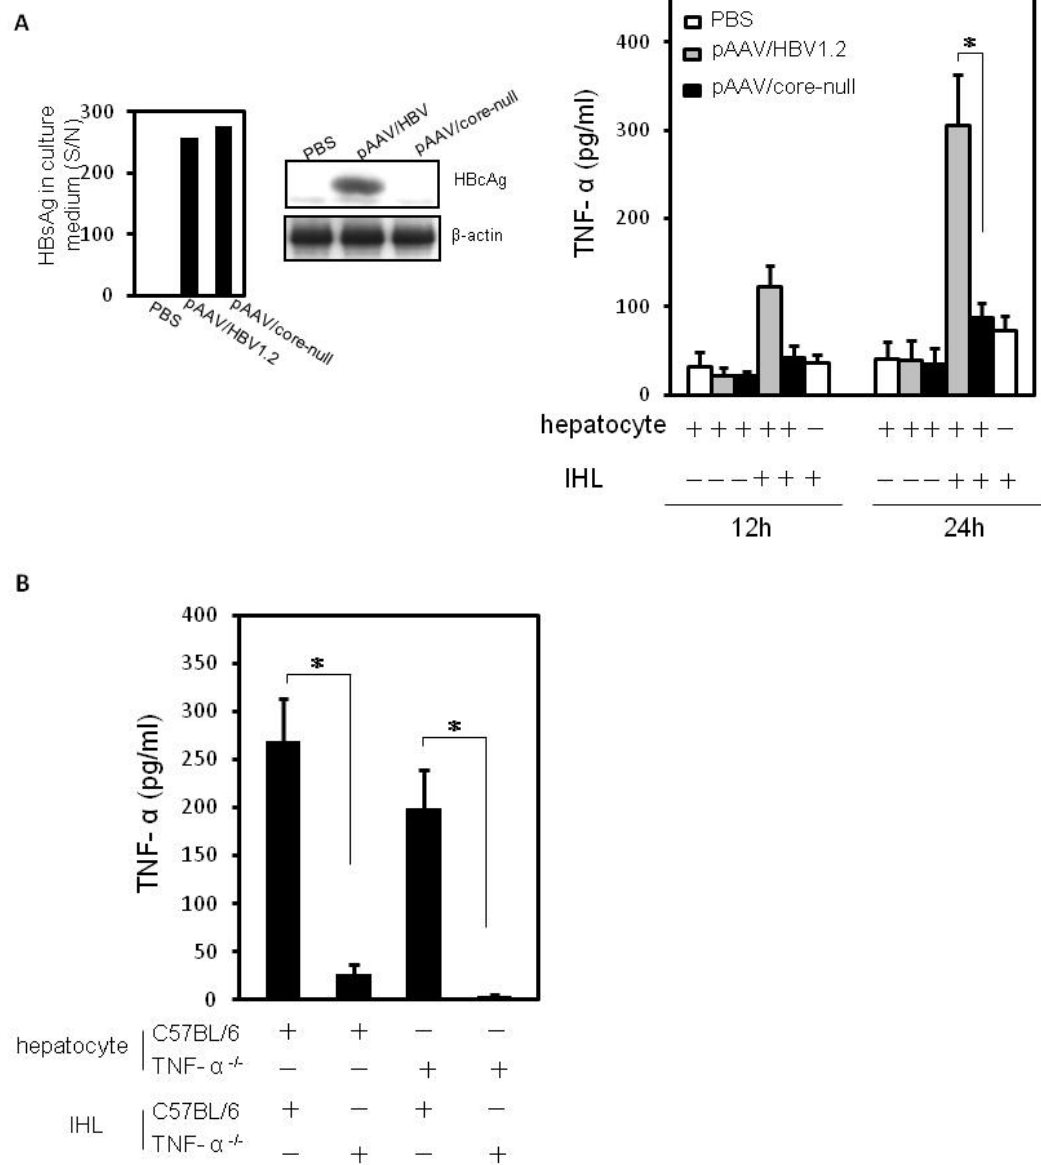 A
HBsAg in culture
medium (S/N)
300
200
100
0
PBS
pAAV/HBV1.2
pAAV/core-null
PBS
pAAV/HBV
pAAV/core-null
HBcAg
β-actin
PBS
pAAV/HBV1.2
pAAV/core-null
*
TNF- α (pg/ml)
400
300
200
100
0
hepatocyte + + + + + −
IHL − − − + + +
12h
+ + + + + −
− − − + + +
24h
B
TNF- α (pg/ml)
400
350
300
250
200
150
100
50
0
*
*
hepatocyte
C57BL/6 + + − −
TNF- α -/- − − + +
IHL
C57BL/6 + − + −
TNF- α -/- − + − +